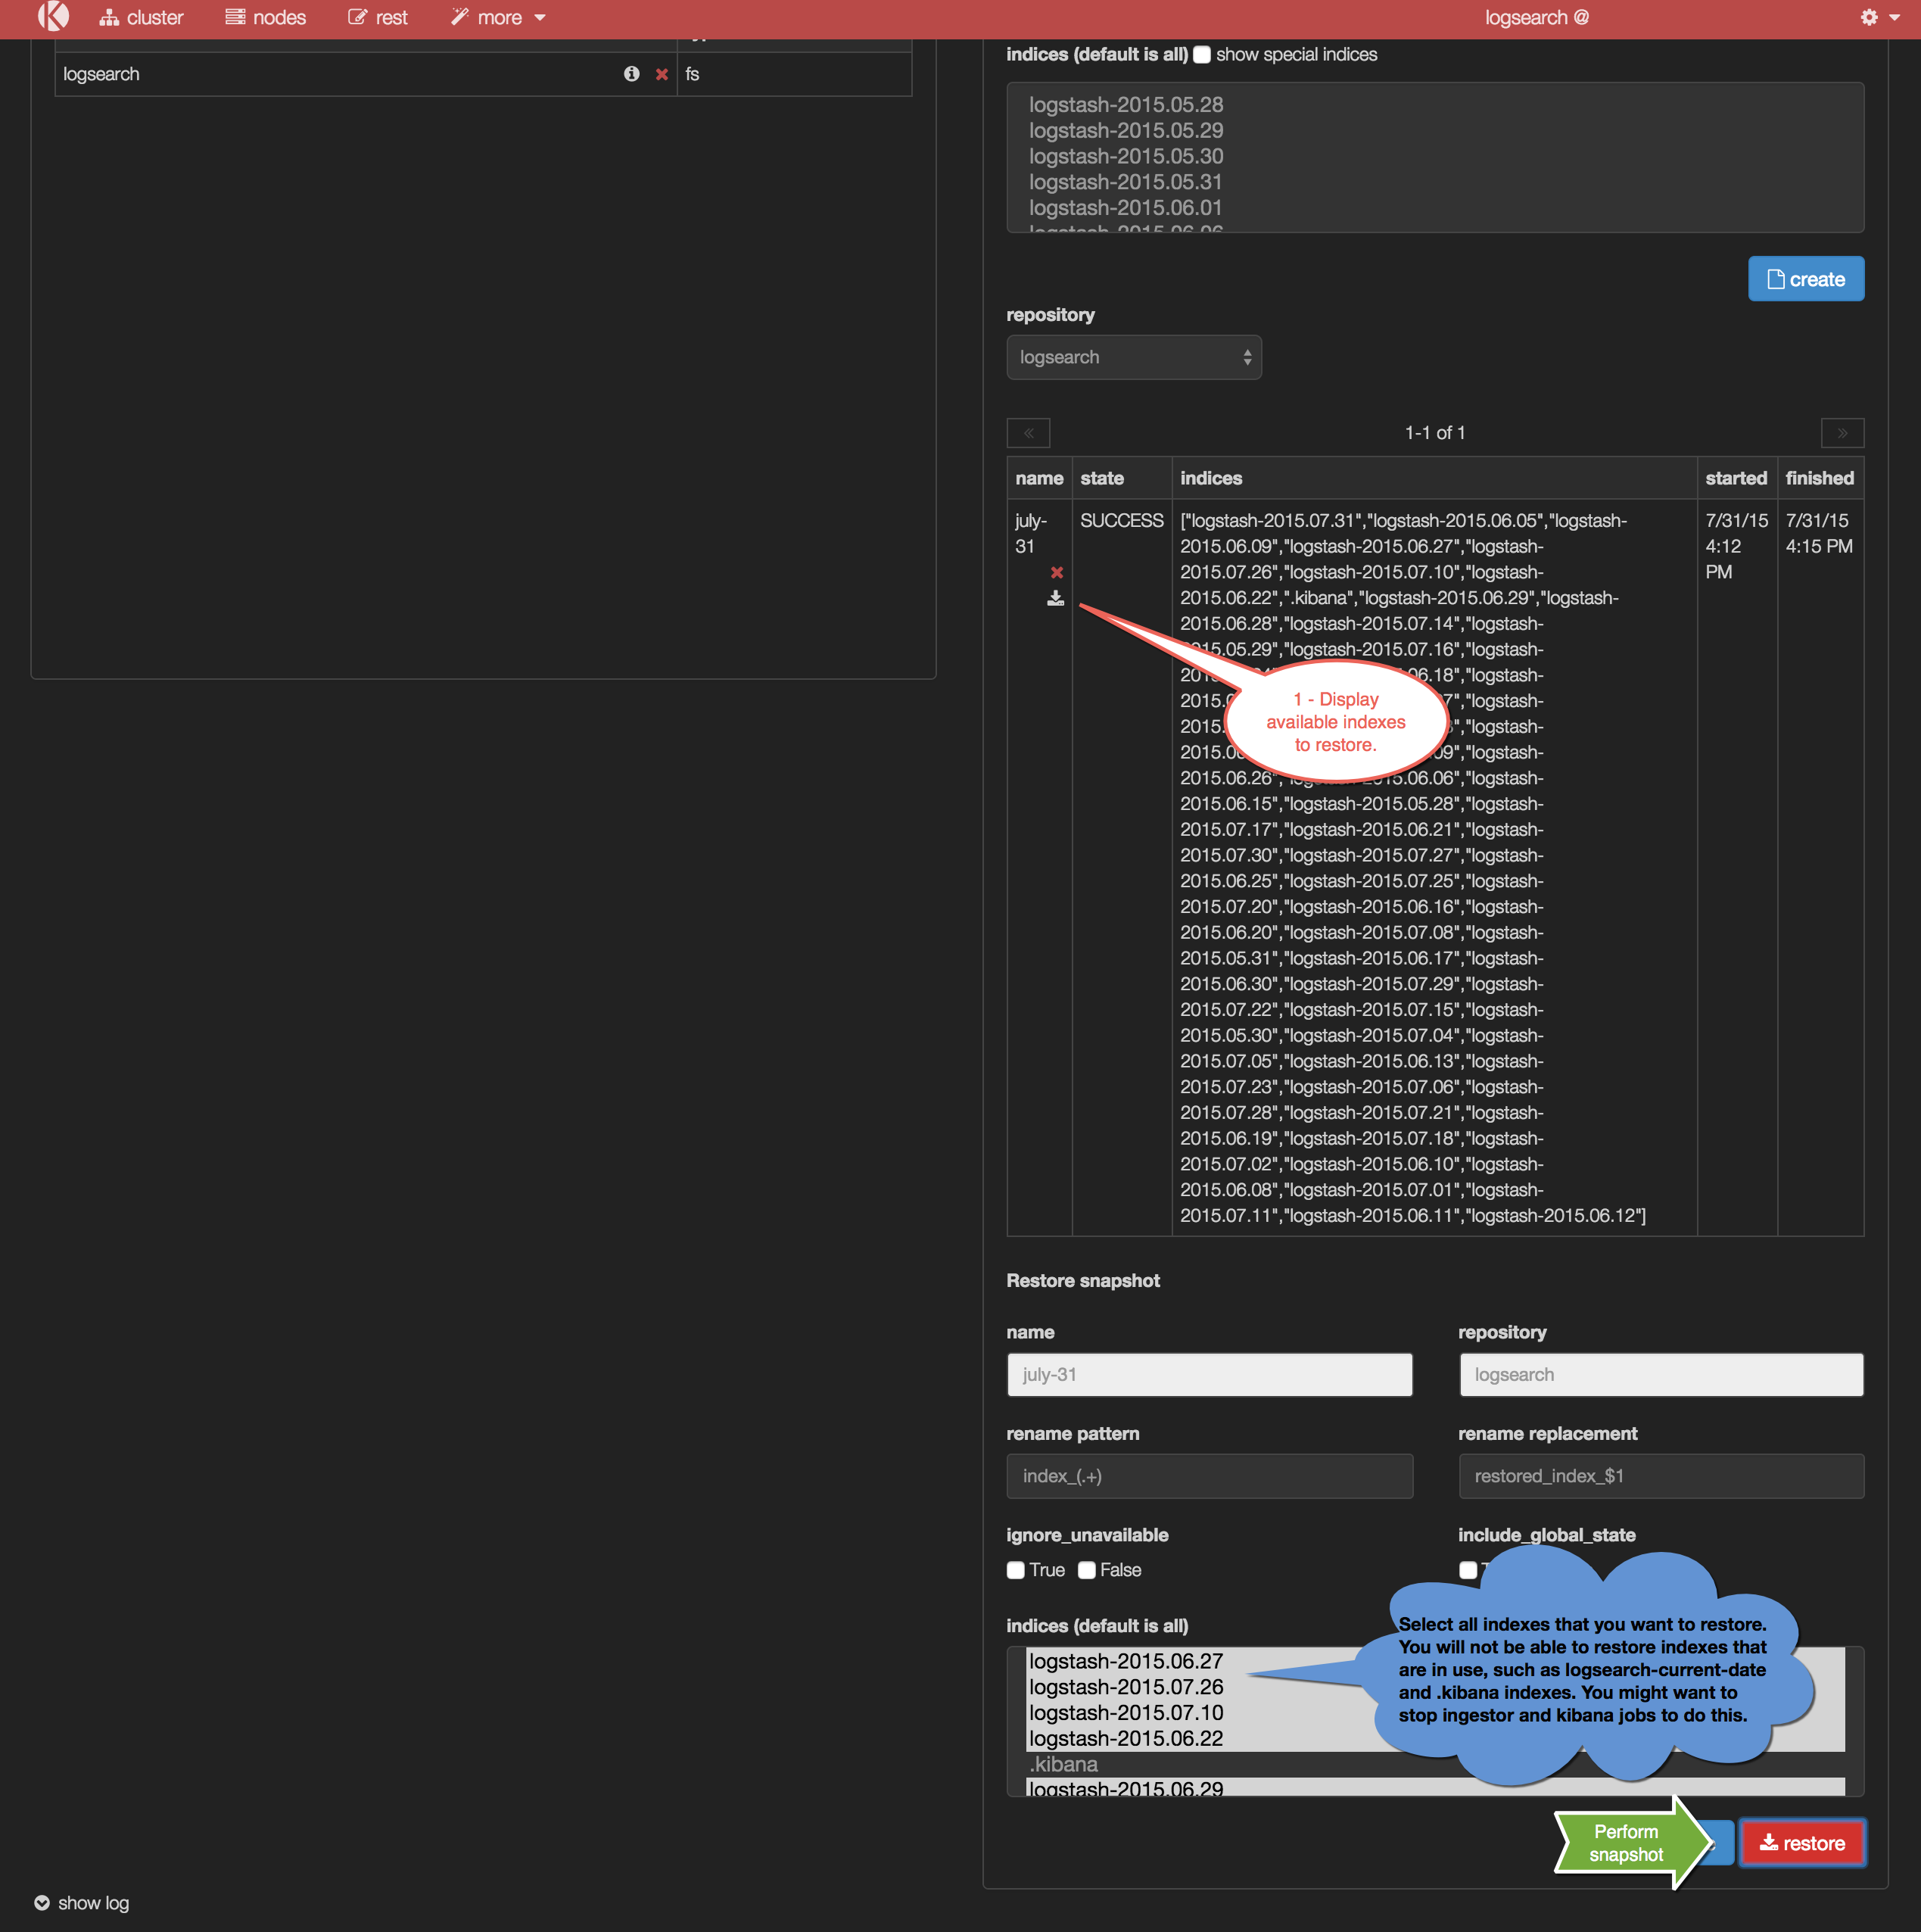 cluster nodes rest more logsearch @
logsearch fs
indices (default is all) show special indices
logstash-2015.05.28
logstash-2015.05.29
logstash-2015.05.30
logstash-2015.05.31
logstash-2015.06.01
logstash-2015.06.06
create
repository
logsearch
« 1-1 of 1 »
name state indices started finished
july-31
SUCCESS
["logstash-2015.07.31","logstash-2015.06.05","logstash-
2015.06.09","logstash-2015.06.27","logstash-
2015.07.26","logstash-2015.07.10","logstash-
2015.06.22",".kibana","logstash-2015.06.29","logstash-
2015.06.28","logstash-2015.07.14","logstash-
2015.05.29","logstash-2015.07.16","logstash-
06.18","logstash-
","logstash-
","logstash-
09","logstash-
2015.06.26","logstash-2015.06.06","logstash-
2015.06.15","logstash-2015.05.28","logstash-
2015.07.17","logstash-2015.06.21","logstash-
2015.07.30","logstash-2015.07.27","logstash-
2015.06.25","logstash-2015.07.25","logstash-
2015.07.20","logstash-2015.06.16","logstash-
2015.06.20","logstash-2015.07.08","logstash-
2015.05.31","logstash-2015.06.17","logstash-
2015.06.30","logstash-2015.07.29","logstash-
2015.07.22","logstash-2015.07.15","logstash-
2015.05.30","logstash-2015.07.04","logstash-
2015.07.05","logstash-2015.06.13","logstash-
2015.07.23","logstash-2015.07.06","logstash-
2015.07.28","logstash-2015.07.21","logstash-
2015.06.19","logstash-2015.07.18","logstash-
2015.07.02","logstash-2015.06.10","logstash-
2015.06.08","logstash-2015.07.01","logstash-
2015.07.11","logstash-2015.06.11","logstash-2015.06.12"]
7/31/15
4:12
PM
7/31/15
4:15 PM
1 - Display
available indexes
to restore.
Restore snapshot
name repository
july-31 logsearch
rename pattern rename replacement
index_(.+) restored_index_$1
ignore_unavailable include_global_state
True False
indices (default is all)
logstash-2015.06.27
logstash-2015.07.26
logstash-2015.07.10
logstash-2015.06.22
.kibana
logstash-2015.06.29
Select all indexes that you want to restore.
You will not be able to restore indexes that
are in use, such as logsearch-current-date
and .kibana indexes. You might want to
stop ingestor and kibana jobs to do this.
Perform
snapshot
restore
show log